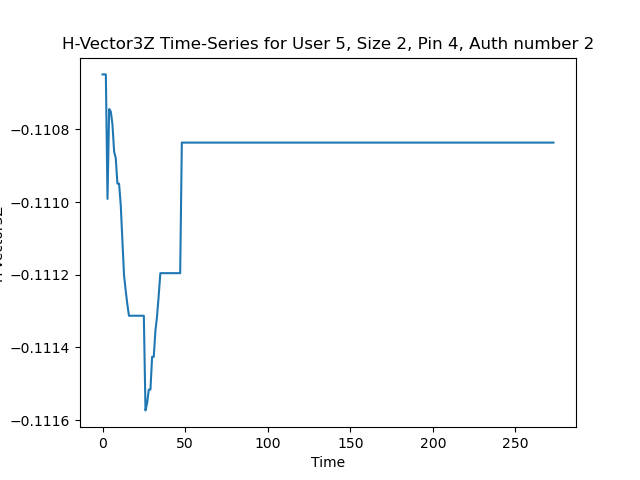 H-Vector3Z Time-Series for User 5, Size 2, Pin 4, Auth number 2
−0.1108
−0.1110
−0.1112
−0.1114
−0.1116
0 50 100 150 200 250
Time